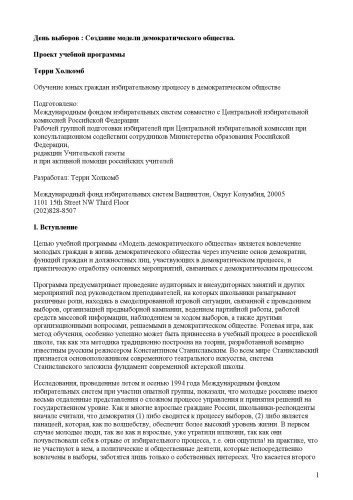 День выборов : Создание модели демократического общества.
Проект учебной программы
Терри Холкомб
Обучение юных граждан избирательному процессу в демократическом обществе
Подготовлено:
Международным фондом избирательных систем совместно с Центральной избирательной
комиссией Российской Федерации
Рабочей группой подготовки избирателей при Центральной избирательной комиссии при
консультационном содействии сотрудников Министерства образования Российской
Федерации,
редакции Учительской газеты
и при активной помощи российских учителей
Разработал: Терри Холкомб
Международный фонд избирательных систем Вашингтон, Округ Колумбия, 20005
1101 15th Street NW Third Floor
(202)828-8507
I. Вступление
Целью учебной программы «Модель демократического общества» является вовлечение
молодых граждан в жизнь демократического общества через изучение основ демократии,
функций граждан и должностных лиц, участвующих в демократическом процессе, и
практическую отработку основных мероприятий, связанных с демократическим процессом.
Программа предусматривает проведение аудиторных и внеаудиторных занятий и других
мероприятий под руководством преподавателей, на которых школьники разыгрывают
различные роли, находясь в смоделированной игровой ситуации, связанной с проведением
выборов, организацией предвыборной кампании, ведением партийной работы, работой
средств массовой информации, наблюдением за ходом выборов, а также другими
организационными вопросами, решаемыми в демократическом обществе. Ролевая игра, как
метод обучения, особенно успешно может быть привнесена в учебный процесс в российской
школе, так как эта методика традиционно построена на теории, разработанной всемирно
известным русским режиссером Константином Станиславским. Во всем мире Станиславский
признается основоположником современного театрального искусства, система
Станиславского заложила фундамент современной актерской школы.
Исследования, проведенные летом и осенью 1994 года Международным фондом
избирательных систем при участии опытной группы, показали, что молодые россияне имеют
весьма отдаленные представления о сложном процессе управления и принятия решений на
государственном уровне. Как и многие взрослые граждане России, школьники-респонденты
вначале считали, что демократия (1) либо сводится к процессу выборов, (2) либо является
панацеей, которая, как по волшебству, обеспечит более высокий уровень жизни. В первом
случае молодые люди, так же как и взрослые, уже утратили иллюзии, так как они
почувствовали себя в отрыве от избирательного процесса, т.е. они ощутили! на практике, что
не участвуют в нем, а политические и общественные деятели, которые непосредственно
вовлечены в выборы, заботятся лишь только о собственных интересах. Что касается второго
1